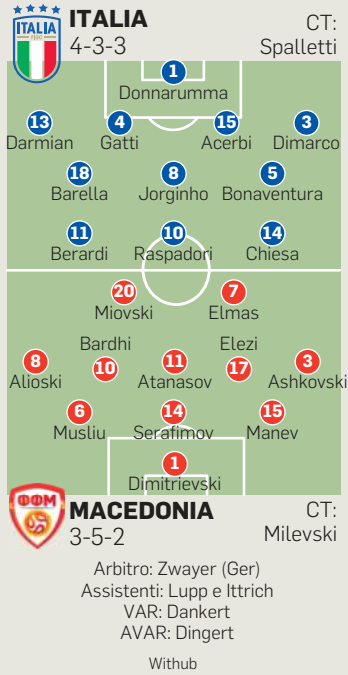 ITALIA
ITALIA
4-3-3
CT:
Spalletti
1
Donnarumma
13 4 15 3
Darmian Gatti Acerbi Dimarco
18 8 5
Barella Jorginho Bonaventura
11 10 14
Berardi Raspadori Chiesa
20 7
Miovski Elmas
Bardhi Elezi
8 10 11 17 3
Alioski Atanasov Ashkovski
6 14 15
Musliu Serafimov Manev
1
Dimitrievski
ФФМ
MACEDONIA
3-5-2
CT:
Milevski
Arbitro: Zwayer (Ger)
Assistenti: Lupp e Ittrich
VAR: Dankert
AVAR: Dingert
Withub